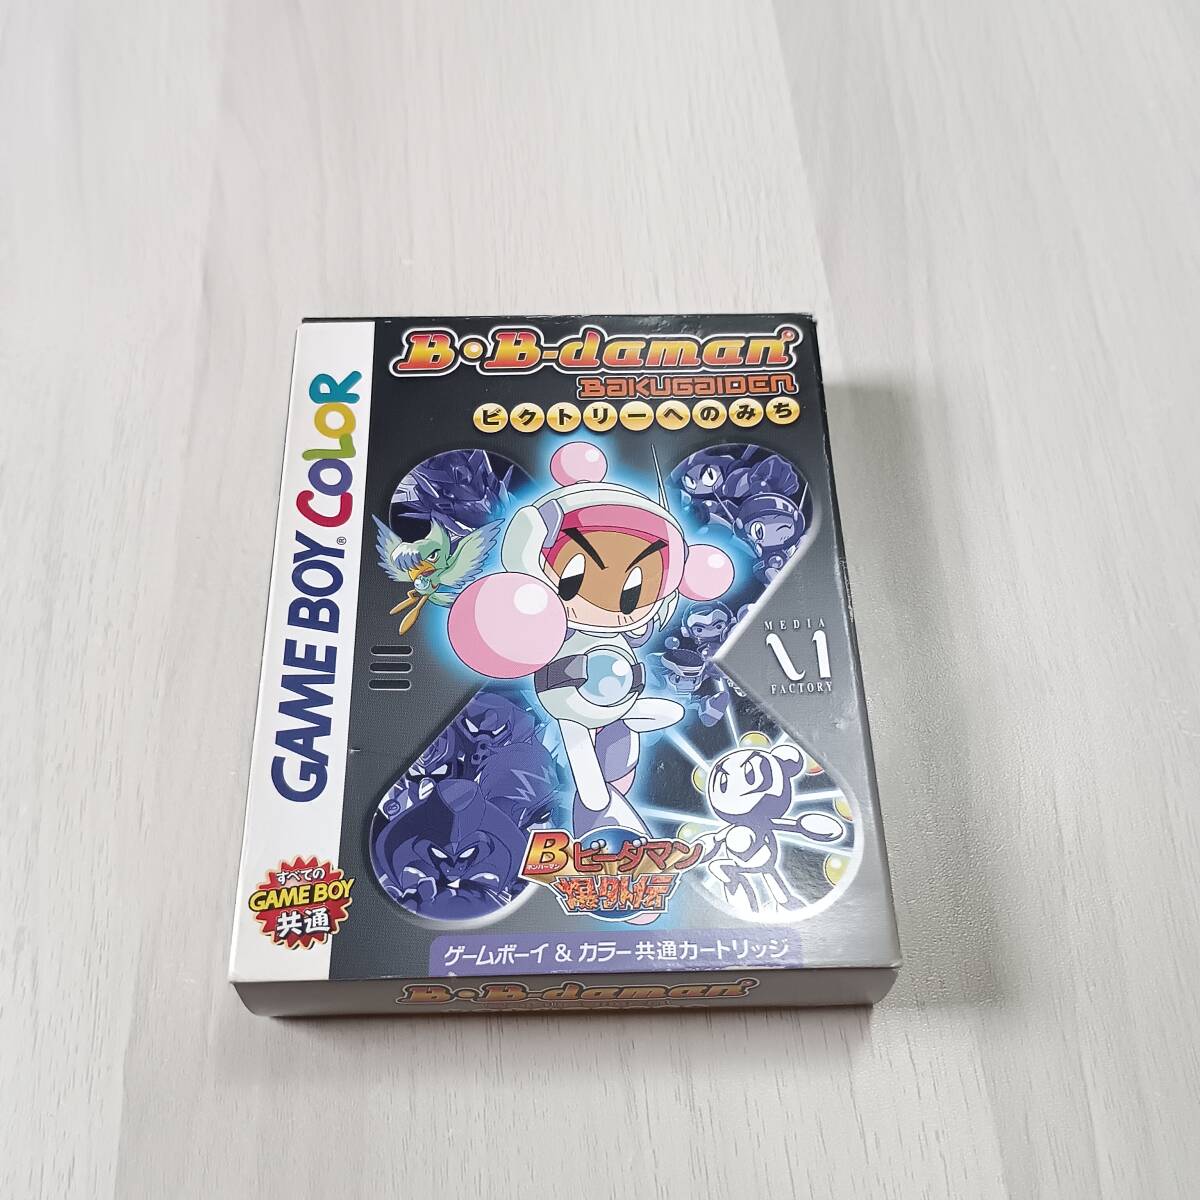 B・B-daman
BAKUGAIDEN
ビクトリーへのみち
GAME BOY COLOR
MEDIA
FACTORY
B ビーダマン
ボンバーマン
爆外伝
すべての
GAME BOY
共通
ゲームボーイ & カラー共通カートリッジ
B・B-daman